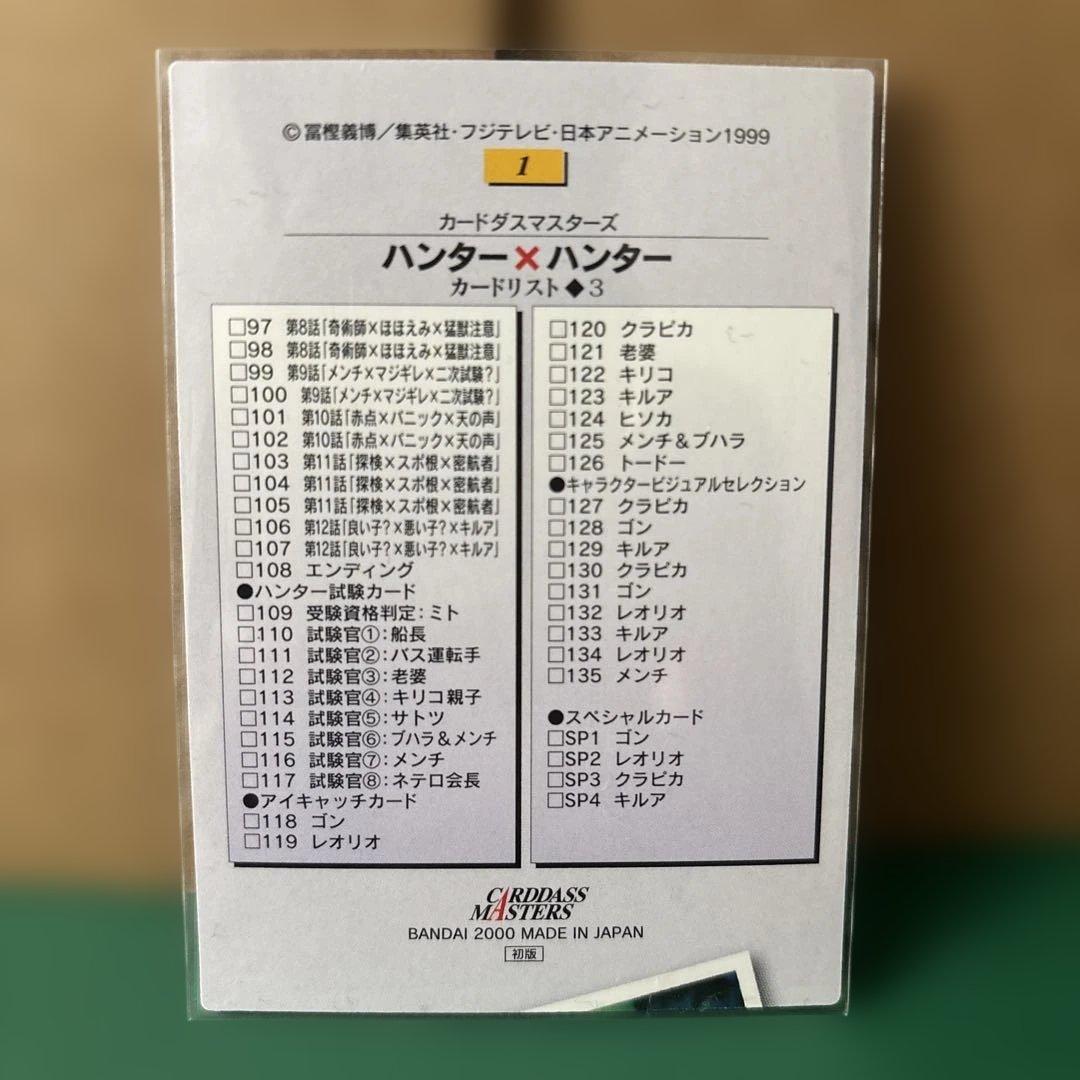 ©冨樫義博／集英社・フジテレビ・日本アニメーション1999
1
カードダスマスターズ
ハンター×ハンター
カードリスト◆3
□97 第8話「奇術師×ほほえみ×猛獣注意」
□98 第8話「奇術師×ほほえみ×猛獣注意」
□99 第9話「メンチ×マジギレ×二次試験?」
□100 第9話「メンチ×マジギレ×二次試験?」
□101 第10話「赤点×パニック×天の声」
□102 第10話「赤点×パニック×天の声」
□103 第11話「探検×スポ根×密航者」
□104 第11話「探検×スポ根×密航者」
□105 第11話「探検×スポ根×密航者」
□106 第12話「良い子?×悪い子?×キルア」
□107 第12話「良い子?×悪い子?×キルア」
□108 エンディング
●ハンター試験カード
□109 受験資格判定：ミト
□110 試験官①：船長
□111 試験官②：バス運転手
□112 試験官③：老婆
□113 試験官④：キリコ親子
□114 試験官⑤：サトツ
□115 試験官⑥：ブハラ＆メンチ
□116 試験官⑦：メンチ
□117 試験官⑧：ネテロ会長
●アイキャッチカード
□118 ゴン
□119 レオリオ
□120 クラピカ
□121 老婆
□122 キリコ
□123 キルア
□124 ヒソカ
□125 メンチ＆ブハラ
□126 トードー
●キャラクタービジュアルセレクション
□127 クラピカ
□128 ゴン
□129 キルア
□130 クラピカ
□131 ゴン
□132 レオリオ
□133 キルア
□134 レオリオ
□135 メンチ
●スペシャルカード
□SP1 ゴン
□SP2 レオリオ
□SP3 クラピカ
□SP4 キルア
CARDDASS
MASTERS
BANDAI 2000 MADE IN JAPAN
初版